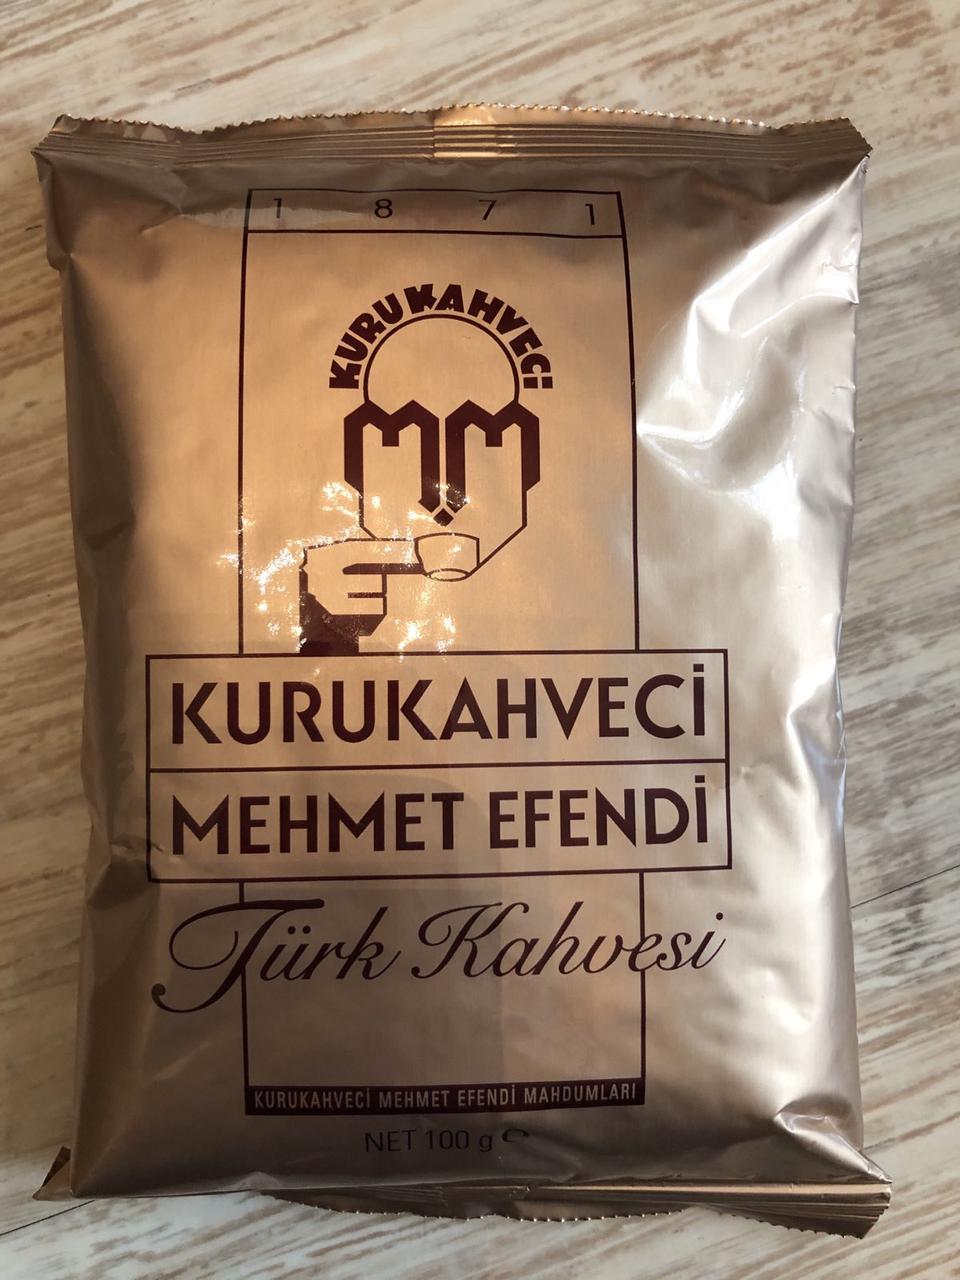 1 8 7 1
KURUKAHVECİ
KURUKAHVECİ
MEHMET EFENDİ
Türk Kahvesi
KURUKAHVECİ MEHMET EFENDİ MAHDUMLARI
NET 100 g ℮